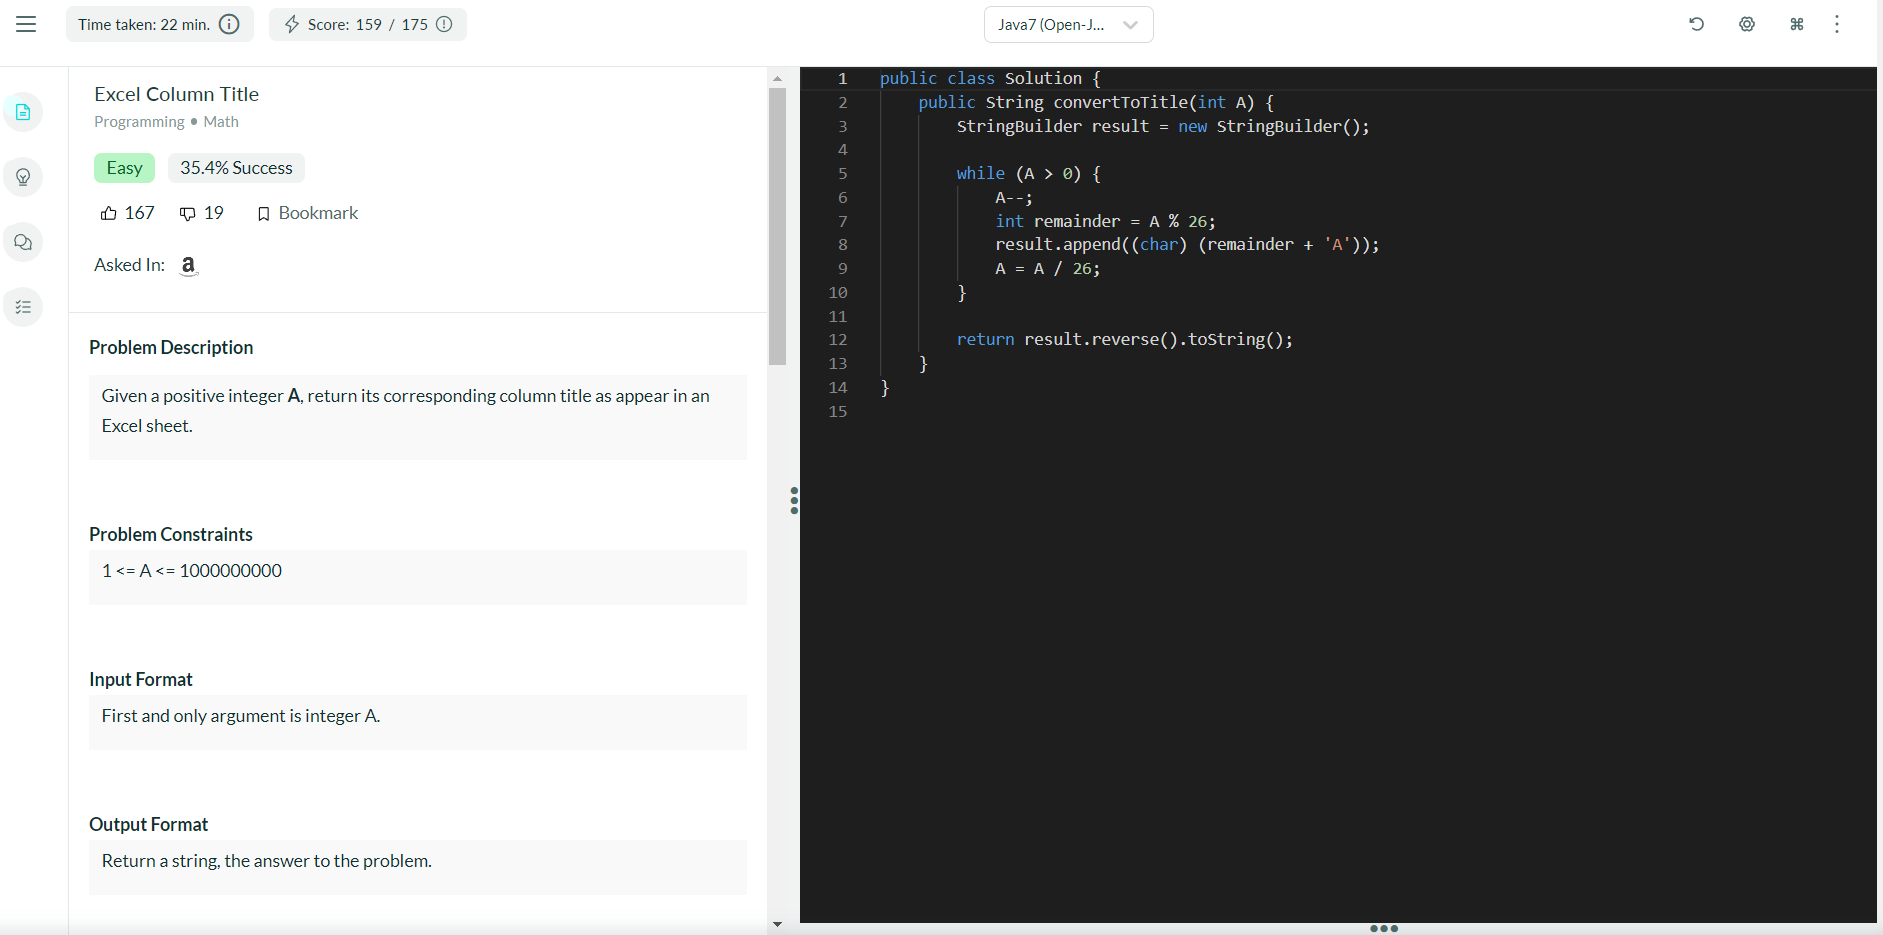 Time taken: 22 min.
Score: 159 / 175
Java7 (Open-J...
Excel Column Title
Programming • Math
Easy
35.4% Success
167
19
Bookmark
Asked In:
Problem Description
Given a positive integer A, return its corresponding column title as appear in an
Excel sheet.
Problem Constraints
1 <= A <= 1000000000
Input Format
First and only argument is integer A.
Output Format
Return a string, the answer to the problem.
1 public class Solution {
2     public String convertToTitle(int A) {
3         StringBuilder result = new StringBuilder();
4
5         while (A > 0) {
6             A--;
7             int remainder = A % 26;
8             result.append((char) (remainder + 'A'));
9             A = A / 26;
10         }
11
12         return result.reverse().toString();
13     }
14 }
15